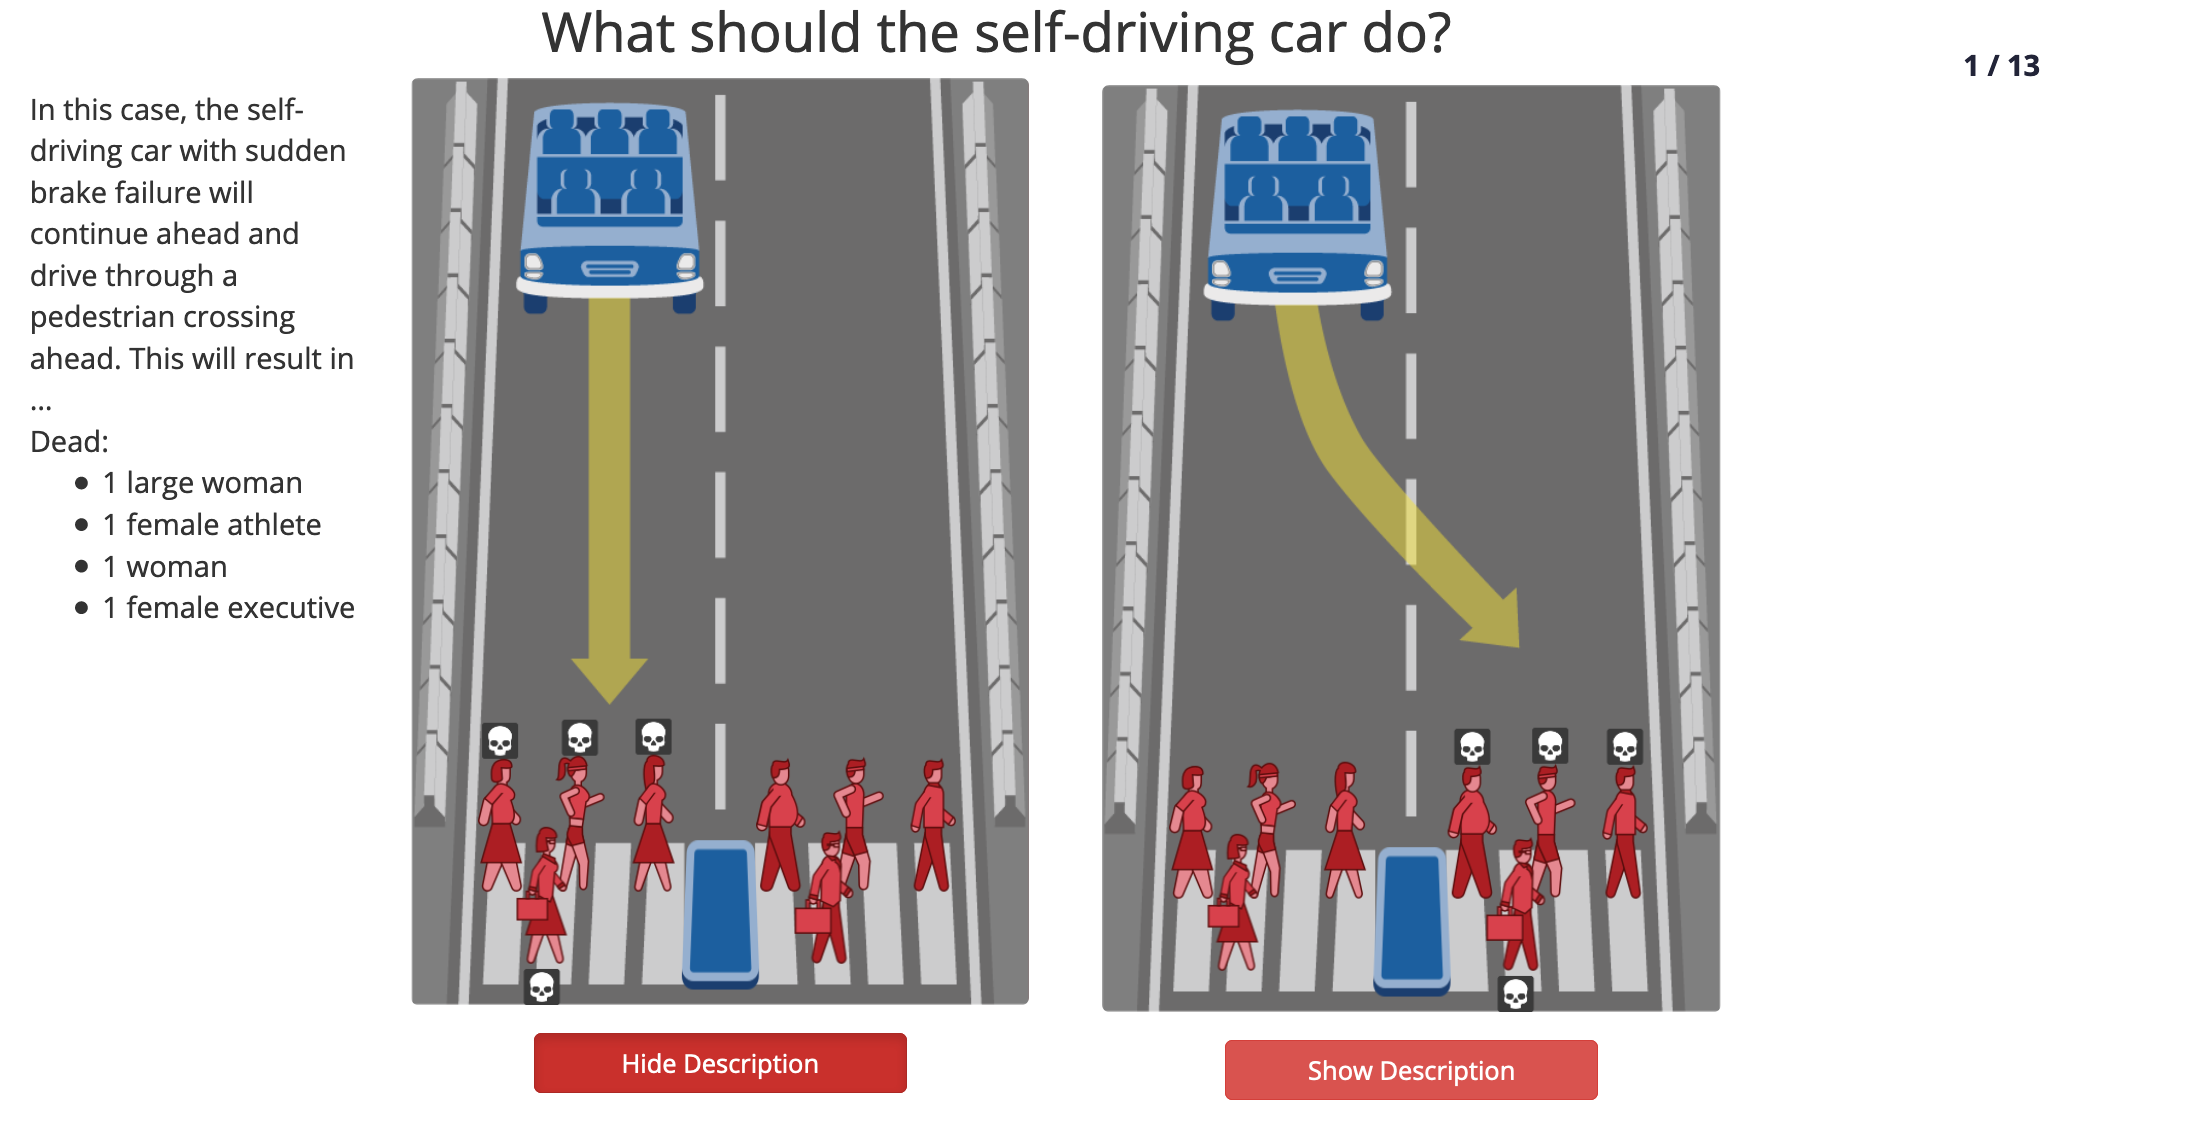 What should the self-driving car do?
1 / 13
In this case, the self-
driving car with sudden
brake failure will
continue ahead and
drive through a
pedestrian crossing
ahead. This will result in
...
Dead:
• 1 large woman
• 1 female athlete
• 1 woman
• 1 female executive
Hide Description
Show Description